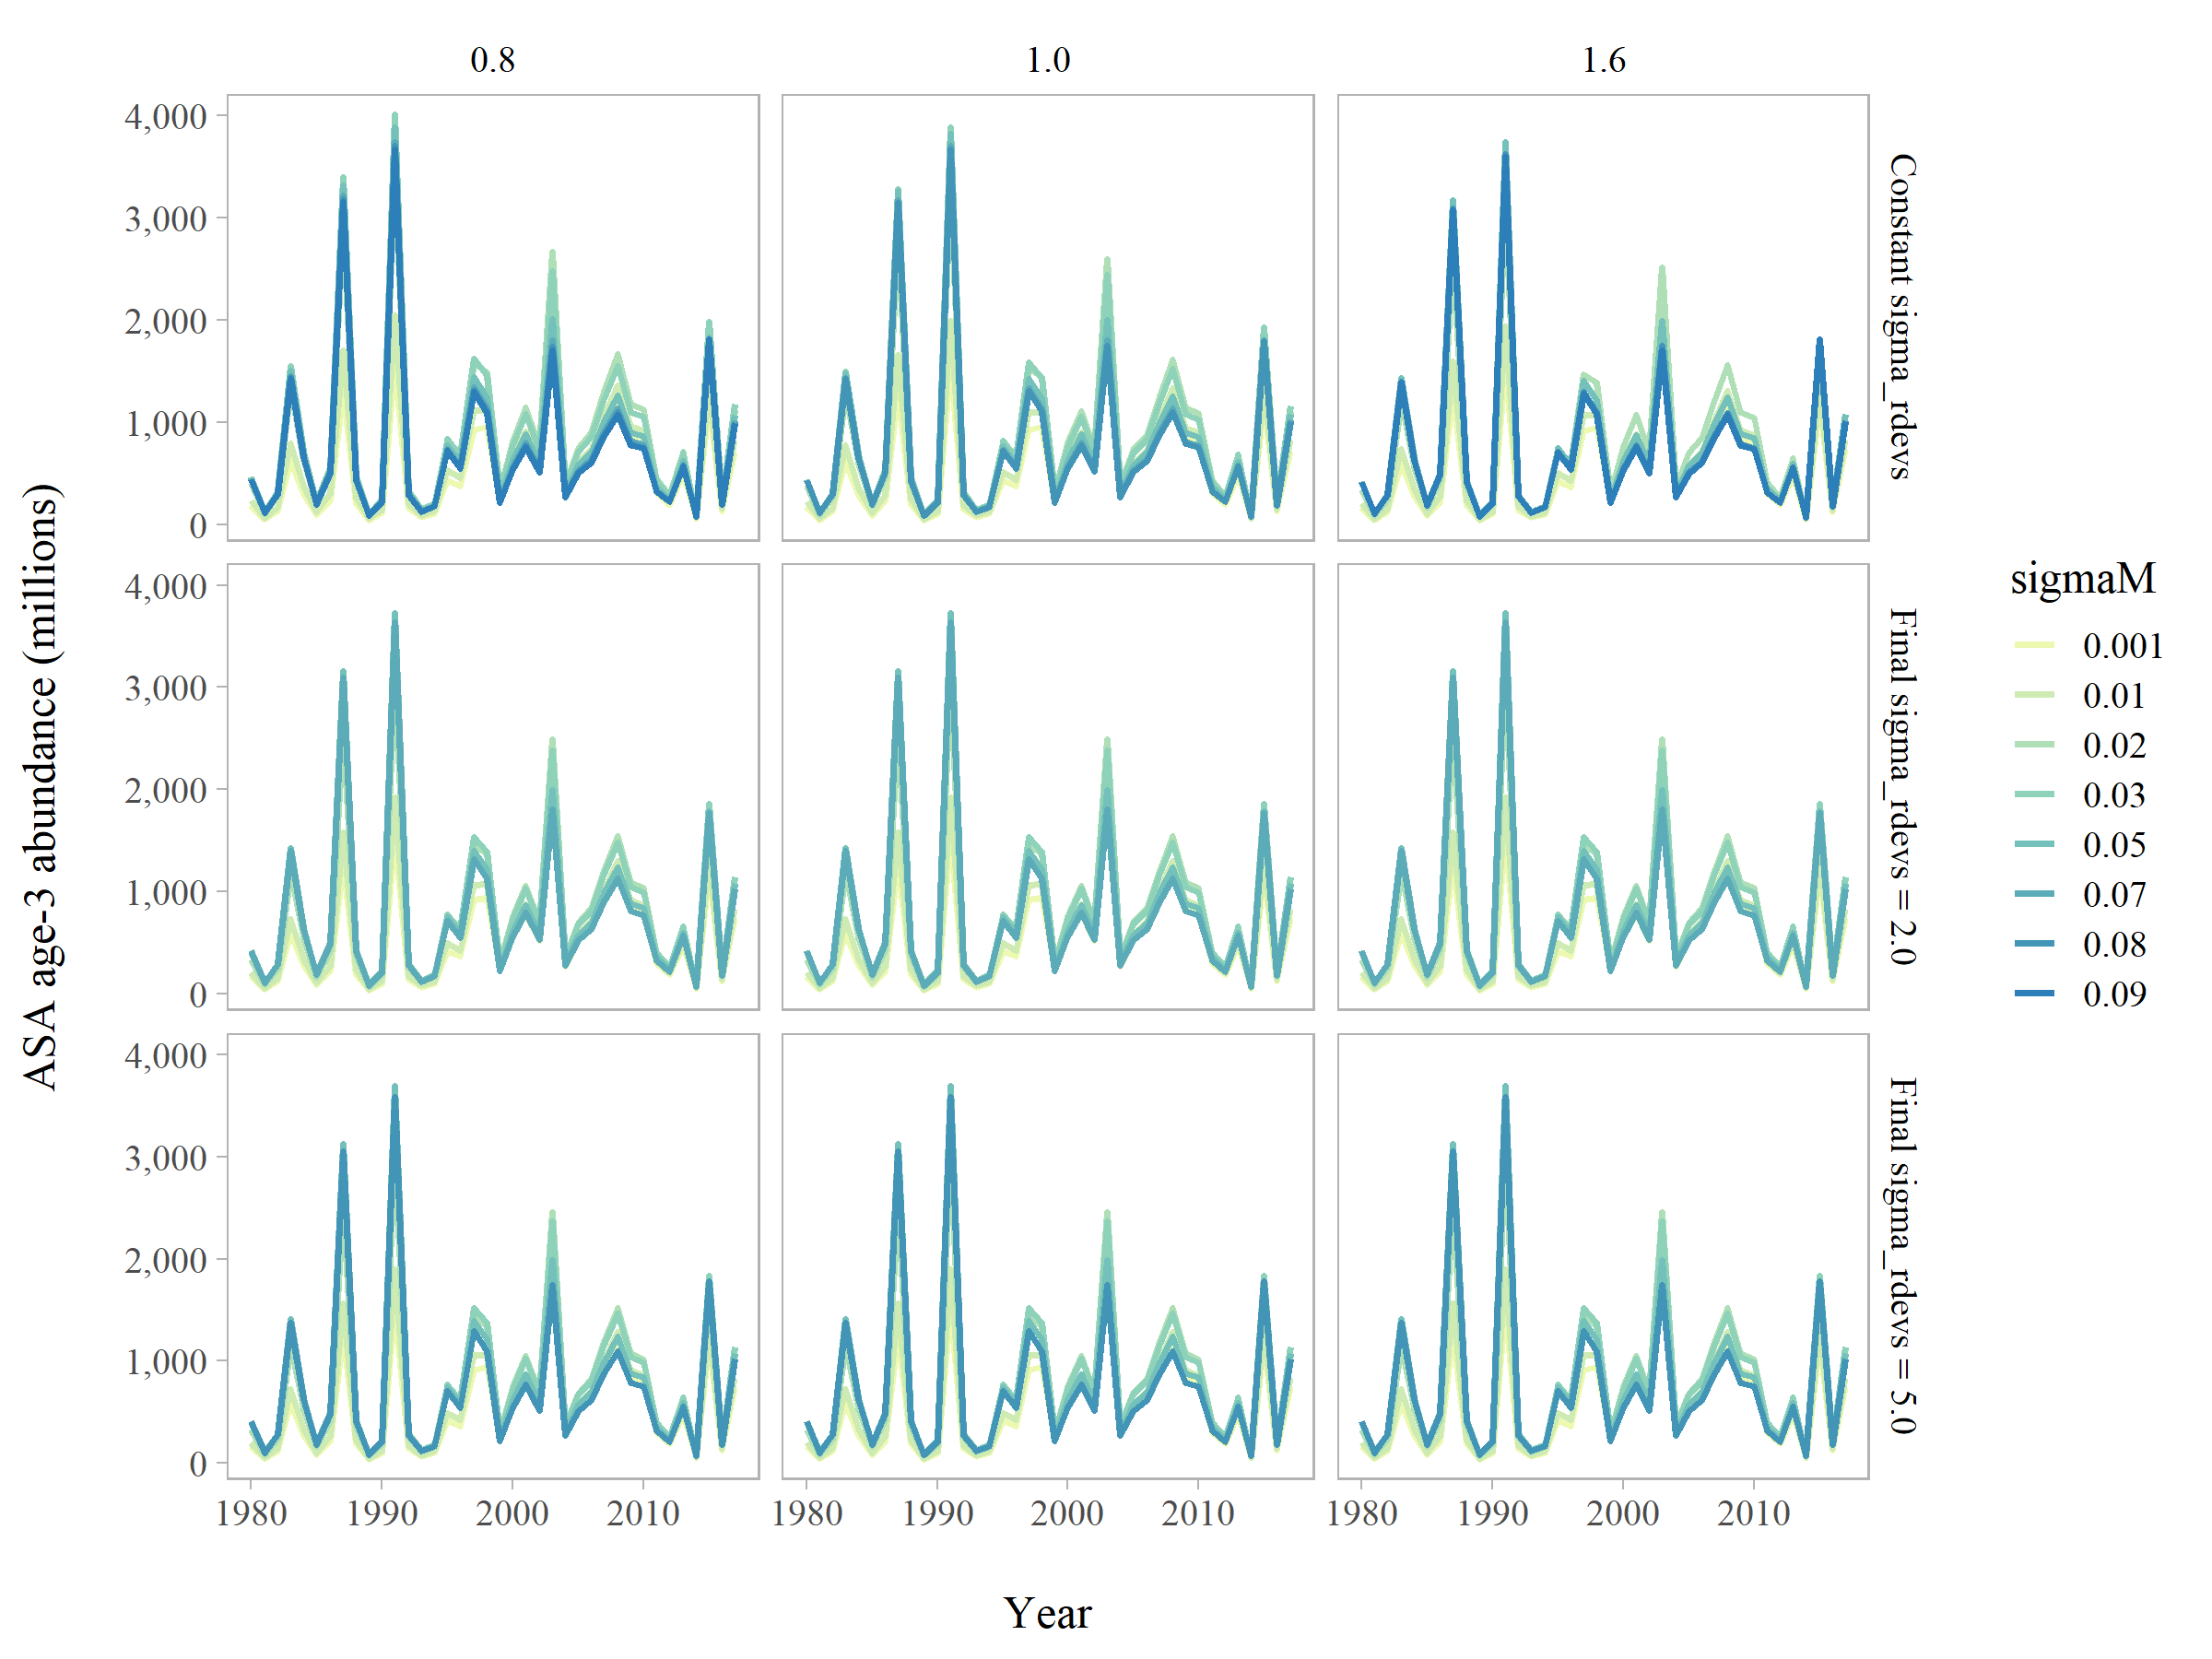 0.8 1.0 1.6
4,000
3,000
2,000
1,000
0
Constant sigma_rdevs
4,000
3,000
2,000
1,000
0
Final sigma_rdevs = 2.0
4,000
3,000
2,000
1,000
0
Final sigma_rdevs = 5.0
1980 1990 2000 2010 1980 1990 2000 2010 1980 1990 2000 2010
Year
ASA age-3 abundance (millions)
sigmaM
0.001
0.01
0.02
0.03
0.05
0.07
0.08
0.09